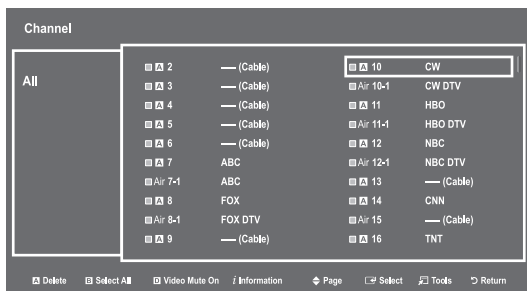 Channel
All
A 2 ── (Cable)
A 3 ── (Cable)
A 4 ── (Cable)
A 5 ── (Cable)
A 6 ── (Cable)
A 7 ABC
Air 7-1 ABC
A 8 FOX
Air 8-1 FOX DTV
A 9 ── (Cable)
A 10 CW
Air 10-1 CW DTV
A 11 HBO
Air 11-1 HBO DTV
A 12 NBC
Air 12-1 NBC DTV
A 13 ── (Cable)
A 14 CNN
Air 15 ── (Cable)
A 16 TNT
A Delete B Select All D Video Mute On i Information Page Select Tools Return